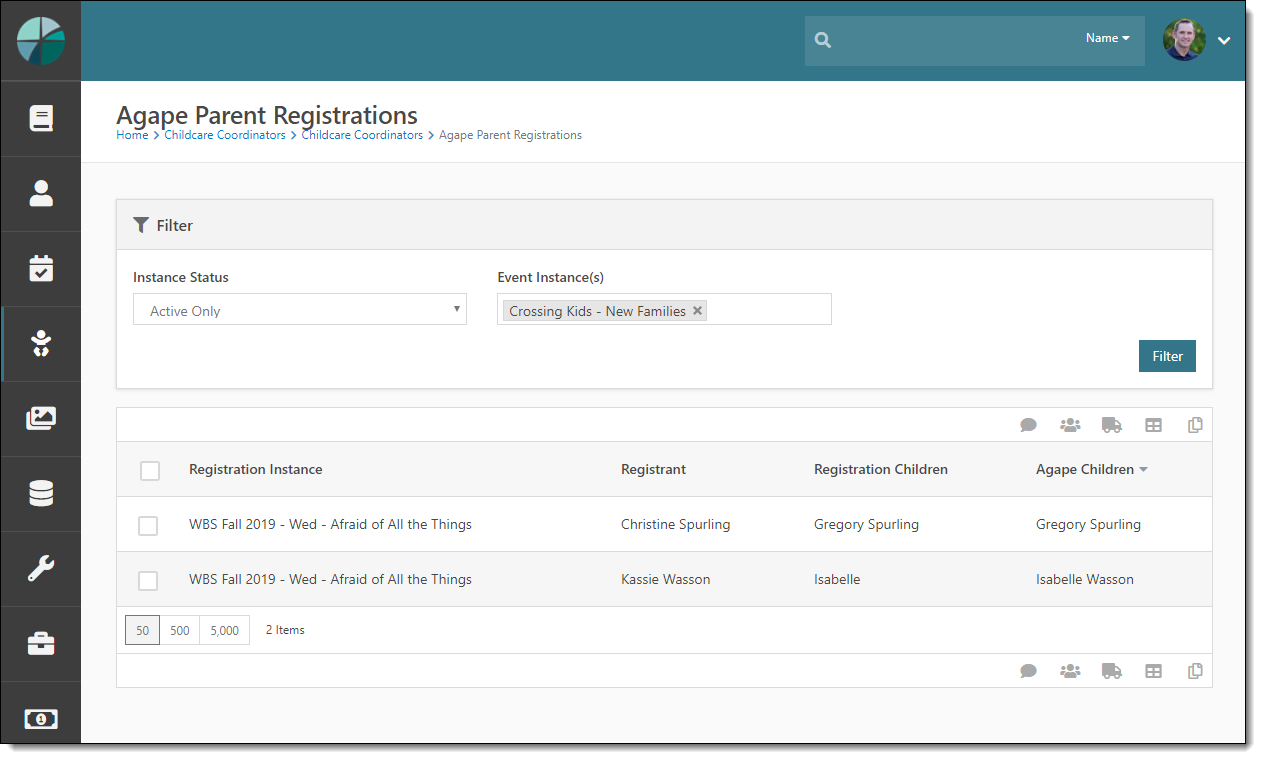 Name
Agape Parent Registrations
Home > Childcare Coordinators > Childcare Coordinators > Agape Parent Registrations
Filter
Instance Status Event Instance(s)
Active Only Crossing Kids - New Families ×
Filter
Registration Instance Registrant Registration Children Agape Children
WBS Fall 2019 - Wed - Afraid of All the Things Christine Spurling Gregory Spurling Gregory Spurling
WBS Fall 2019 - Wed - Afraid of All the Things Kassie Wasson Isabelle Isabelle Wasson
50 500 5,000 2 Items
1